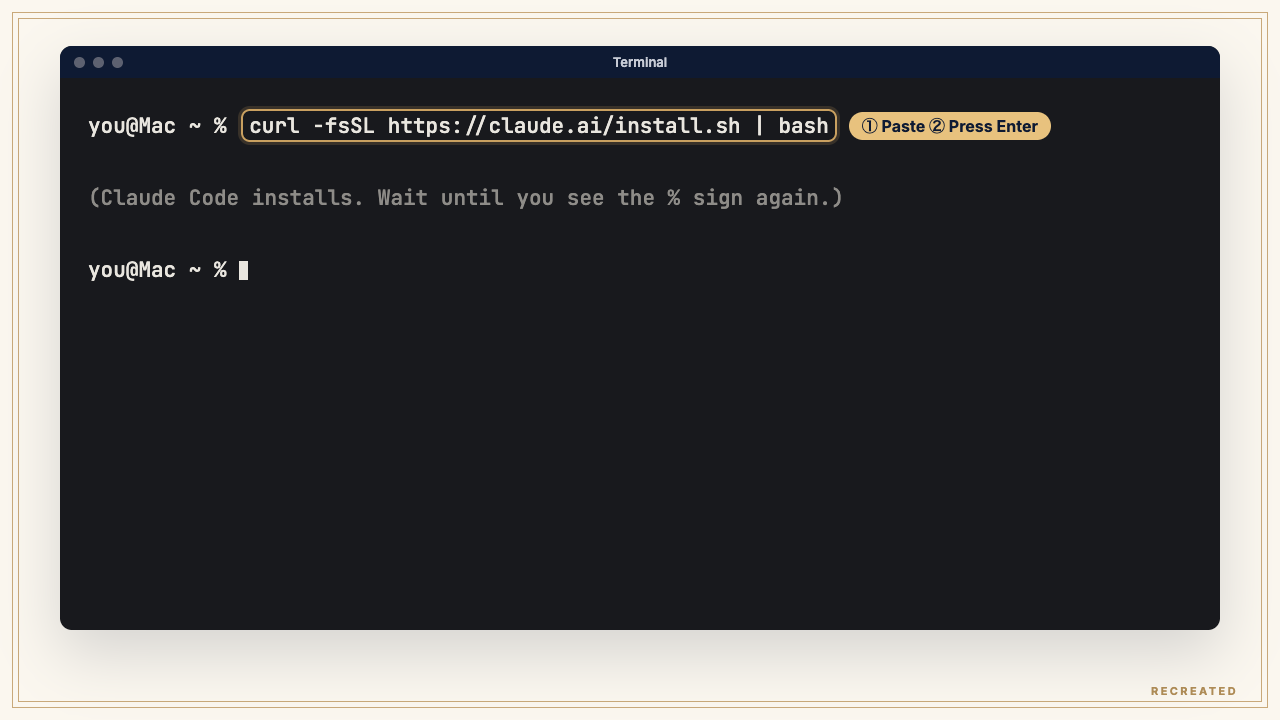 Terminal
you@Mac ~ % curl -fsSL https://claude.ai/install.sh | bash ① Paste ② Press Enter
(Claude Code installs. Wait until you see the % sign again.)
you@Mac ~ %
RECREATED